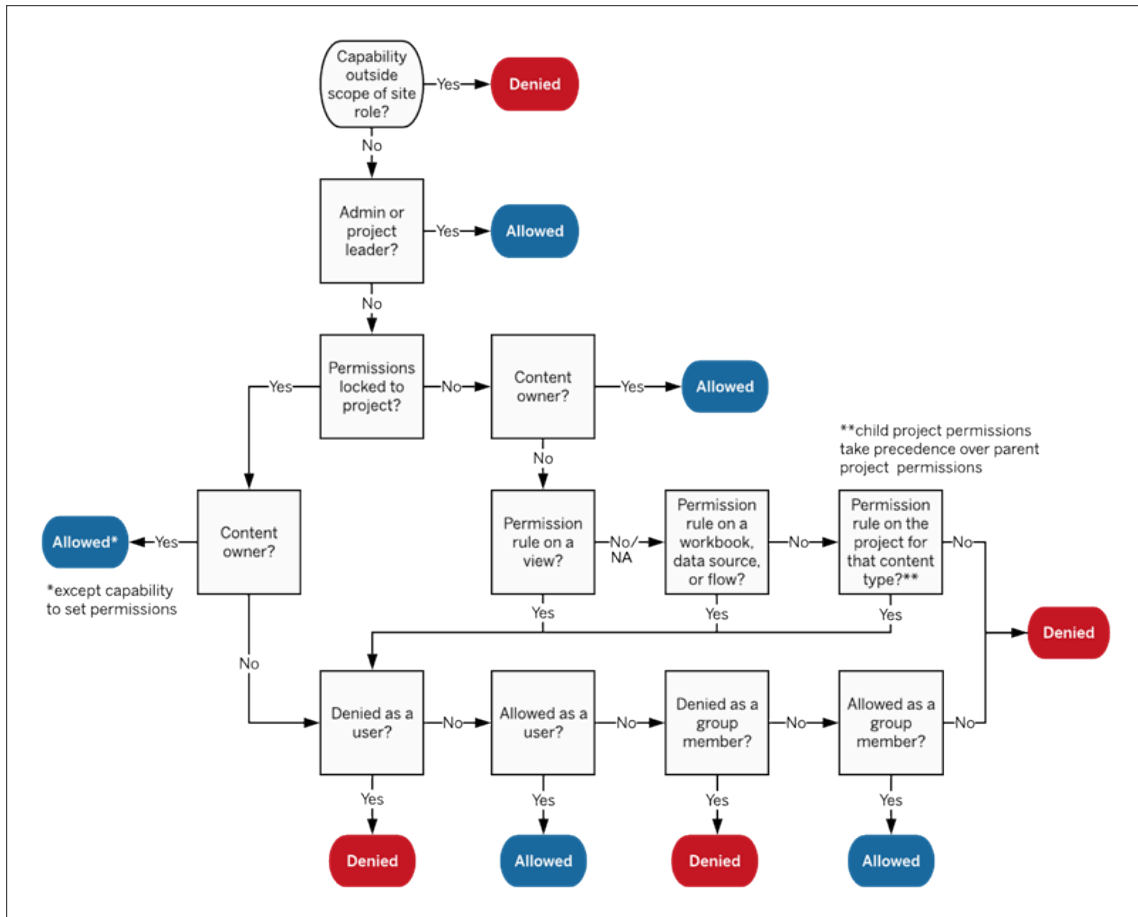 Capability
outside
scope of site
role?
Yes
Denied
No
Admin or
project
leader?
Yes
Allowed
No
Permissions
locked to
project?
Yes
No
Content
owner?
Yes
Allowed
No
**child project permissions
take precedence over parent
project permissions
Content
owner?
Yes
Allowed*
*except capability
to set permissions
No
Permission
rule on a
view?
No/
NA
Permission
rule on a
workbook,
data source,
or flow?
No
Permission
rule on the
project for
that content
type?**
No
Yes
Yes
Yes
Denied
Denied as a
user?
No
Allowed as a
user?
No
Denied as a
group
member?
No
Allowed as a
group
member?
No
Yes
Yes
Yes
Yes
Denied
Allowed
Denied
Allowed